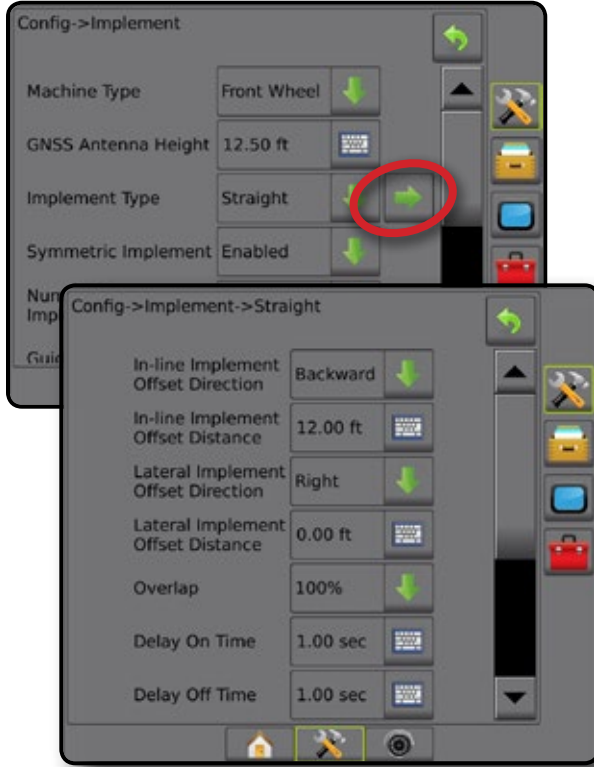 Config->Implement
Machine Type Front Wheel
GNSS Antenna Height 12.50 ft
Implement Type Straight
Symmetric Implement Enabled
Config->Implement->Straight
In-line Implement
Offset Direction Backward
In-line Implement
Offset Distance 12.00 ft
Lateral Implement
Offset Direction Right
Lateral Implement
Offset Distance 0.00 ft
Overlap 100%
Delay On Time 1.00 sec
Delay Off Time 1.00 sec